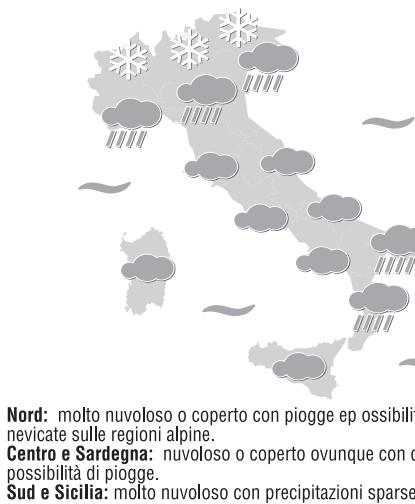 Nord: molto nuvoloso o coperto con piogge ep ossibilit
nevicate sulle regioni alpine.
Centro e Sardegna: nuvoloso o coperto ovunque con
possibilità di piogge.
Sud e Sicilia: molto nuvoloso con precipitazioni sparse